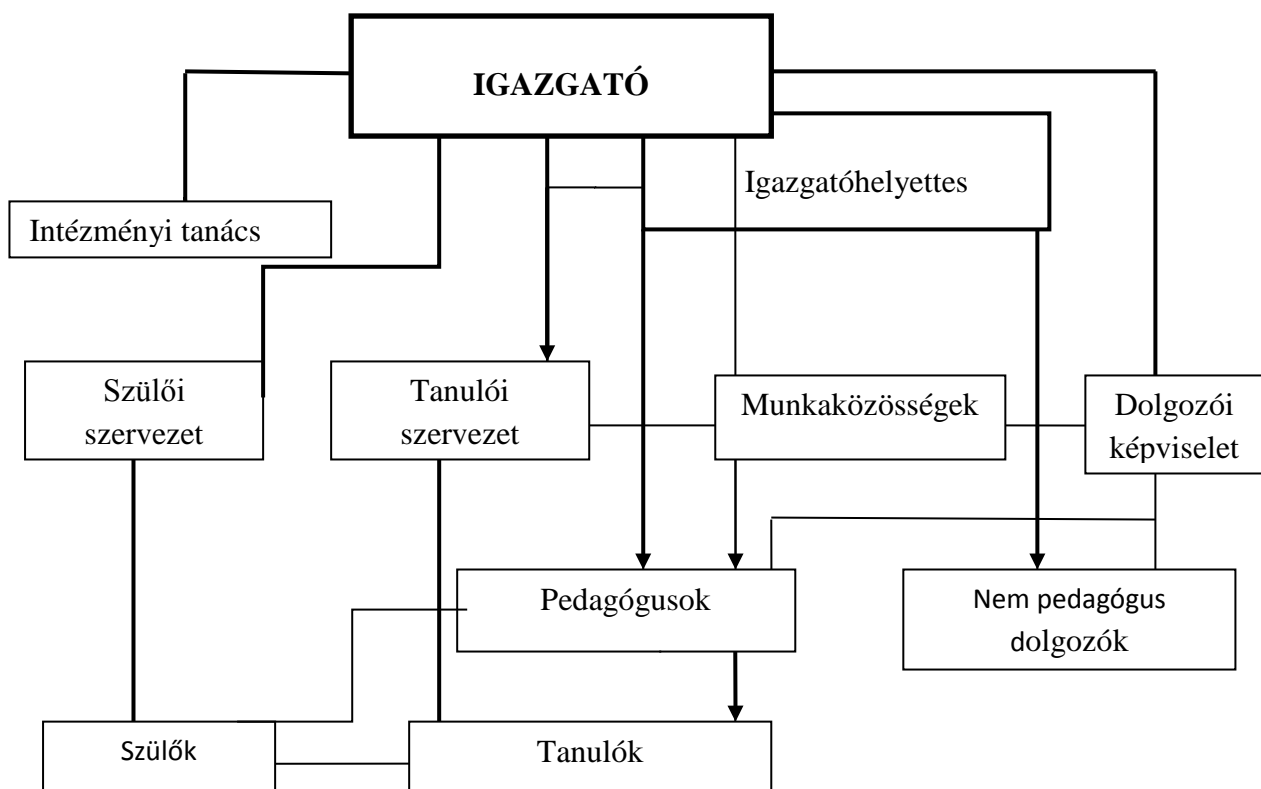 IGAZGATÓ
Igazgatóhelyettes
Intézményi tanács
Szülői
szervezet
Tanulói
szervezet
Munkaközösségek
Dolgozói
képviselet
Pedagógusok
Nem pedagógus
dolgozók
Szülők
Tanulók